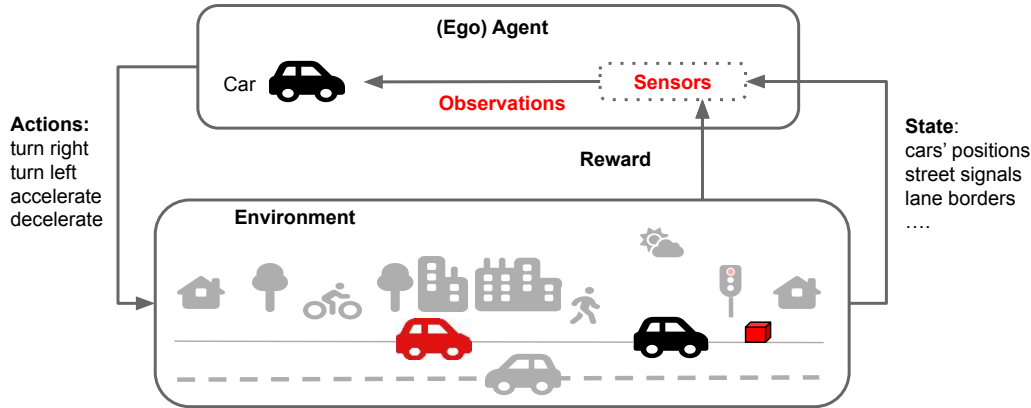 (Ego) Agent
Car
Sensors
Observations
Actions:
turn right
turn left
accelerate
decelerate
Reward
State:
cars’ positions
street signals
lane borders
....
Environment